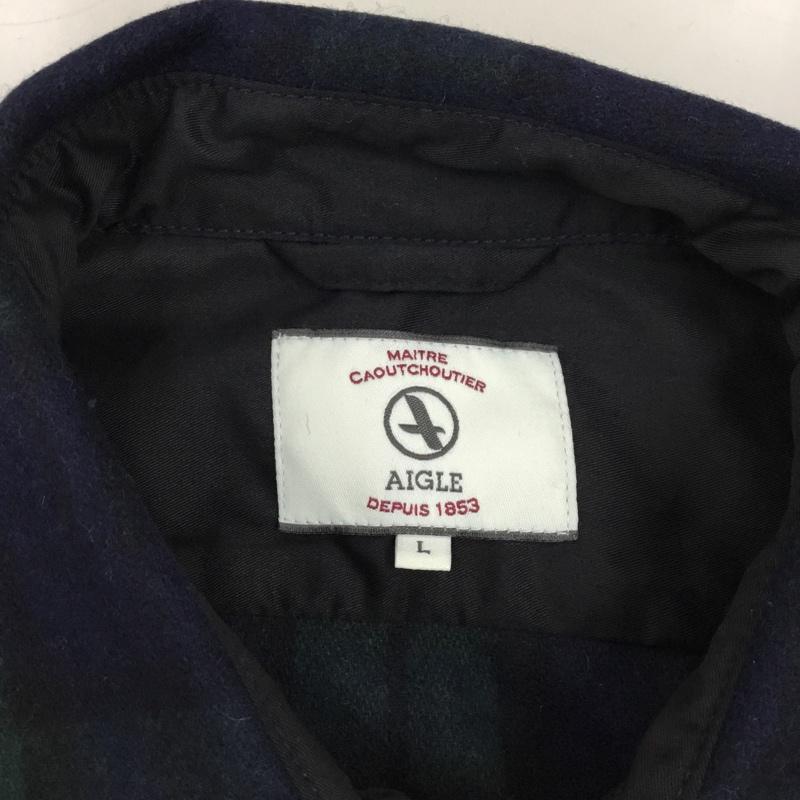 MAITRE
CAOUTCHOUTIER
AIGLE
DEPUIS 1853
L